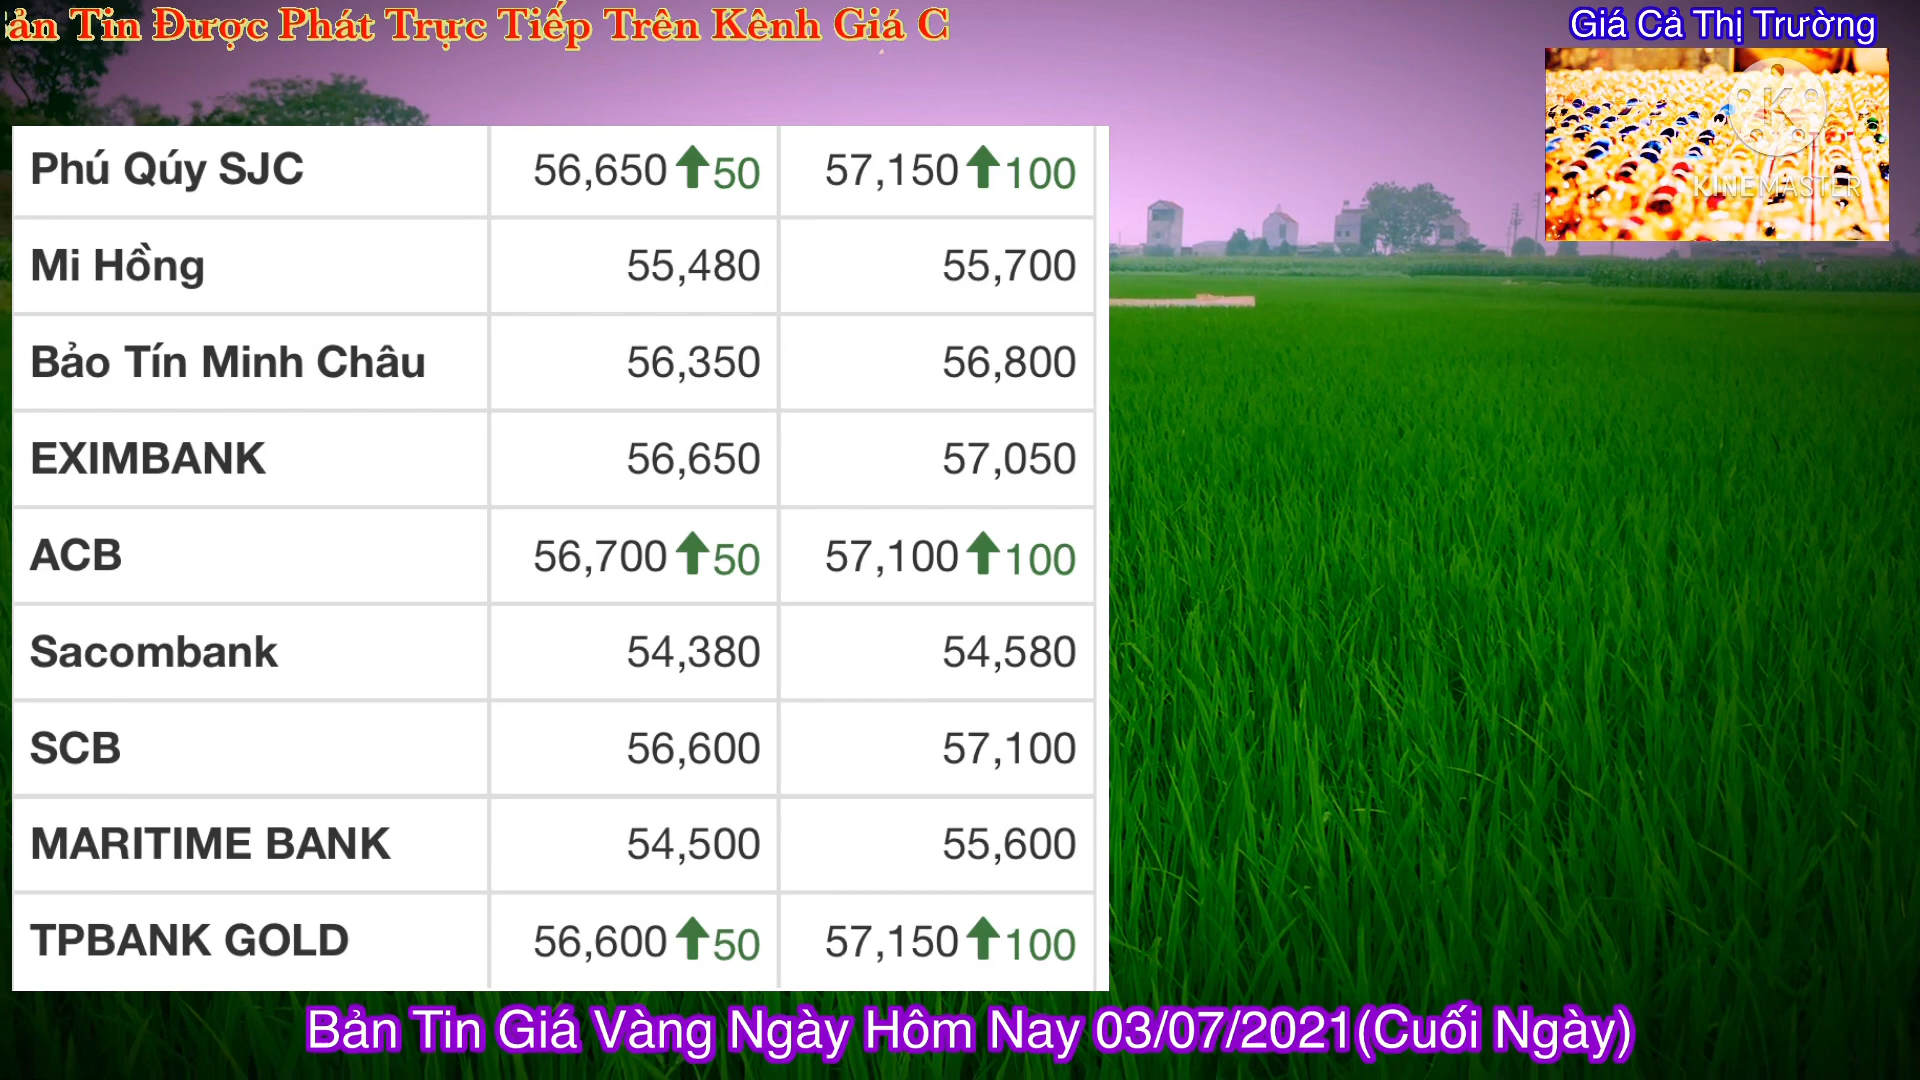 ản Tin Được Phát Trực Tiếp Trên Kênh Giá C
Giá Cả Thị Trường
K
KINEMASTER
Phú Qúy SJC 56,650 50 57,150 100
Mi Hồng 55,480 55,700
Bảo Tín Minh Châu 56,350 56,800
EXIMBANK 56,650 57,050
ACB 56,700 50 57,100 100
Sacombank 54,380 54,580
SCB 56,600 57,100
MARITIME BANK 54,500 55,600
TPBANK GOLD 56,600 50 57,150 100
Bản Tin Giá Vàng Ngày Hôm Nay 03/07/2021(Cuối Ngày)